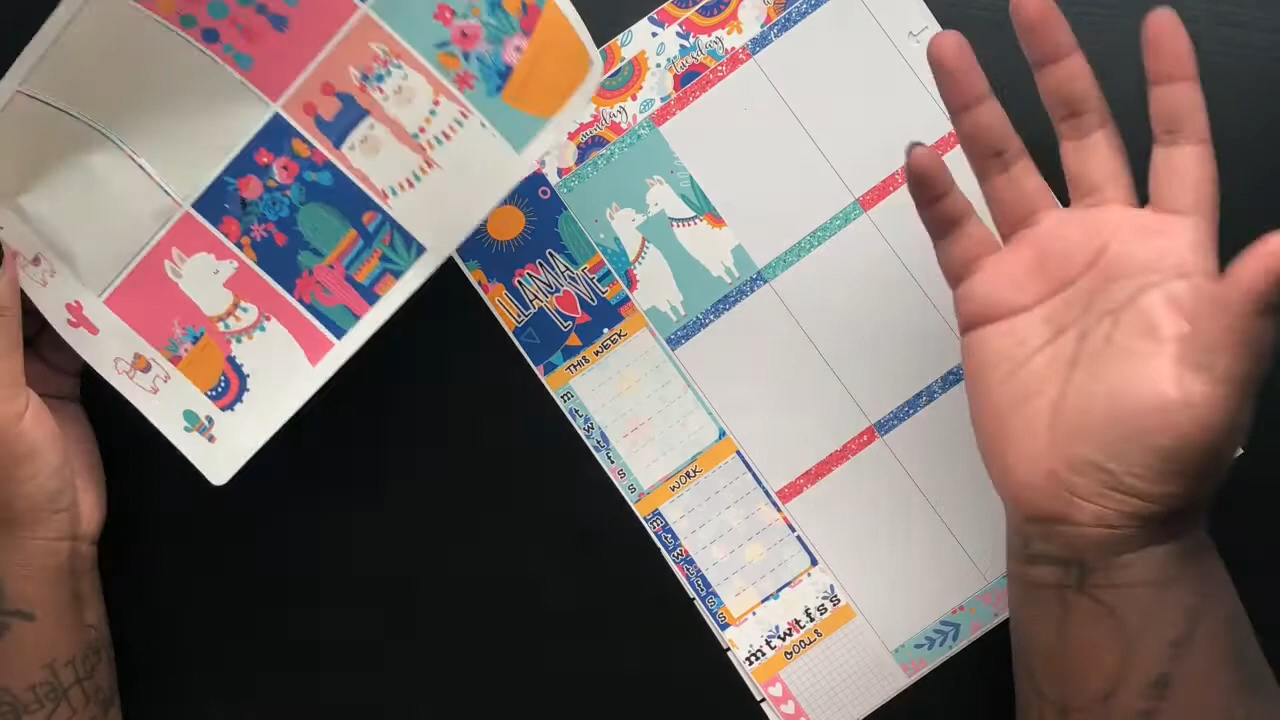 monday
tuesday
LLAMA
LOVE
THIS WEEK
m
t
w
t
f
s
s
WORK
m
t
w
t
f
s
s
m t w t f s s
GOALS